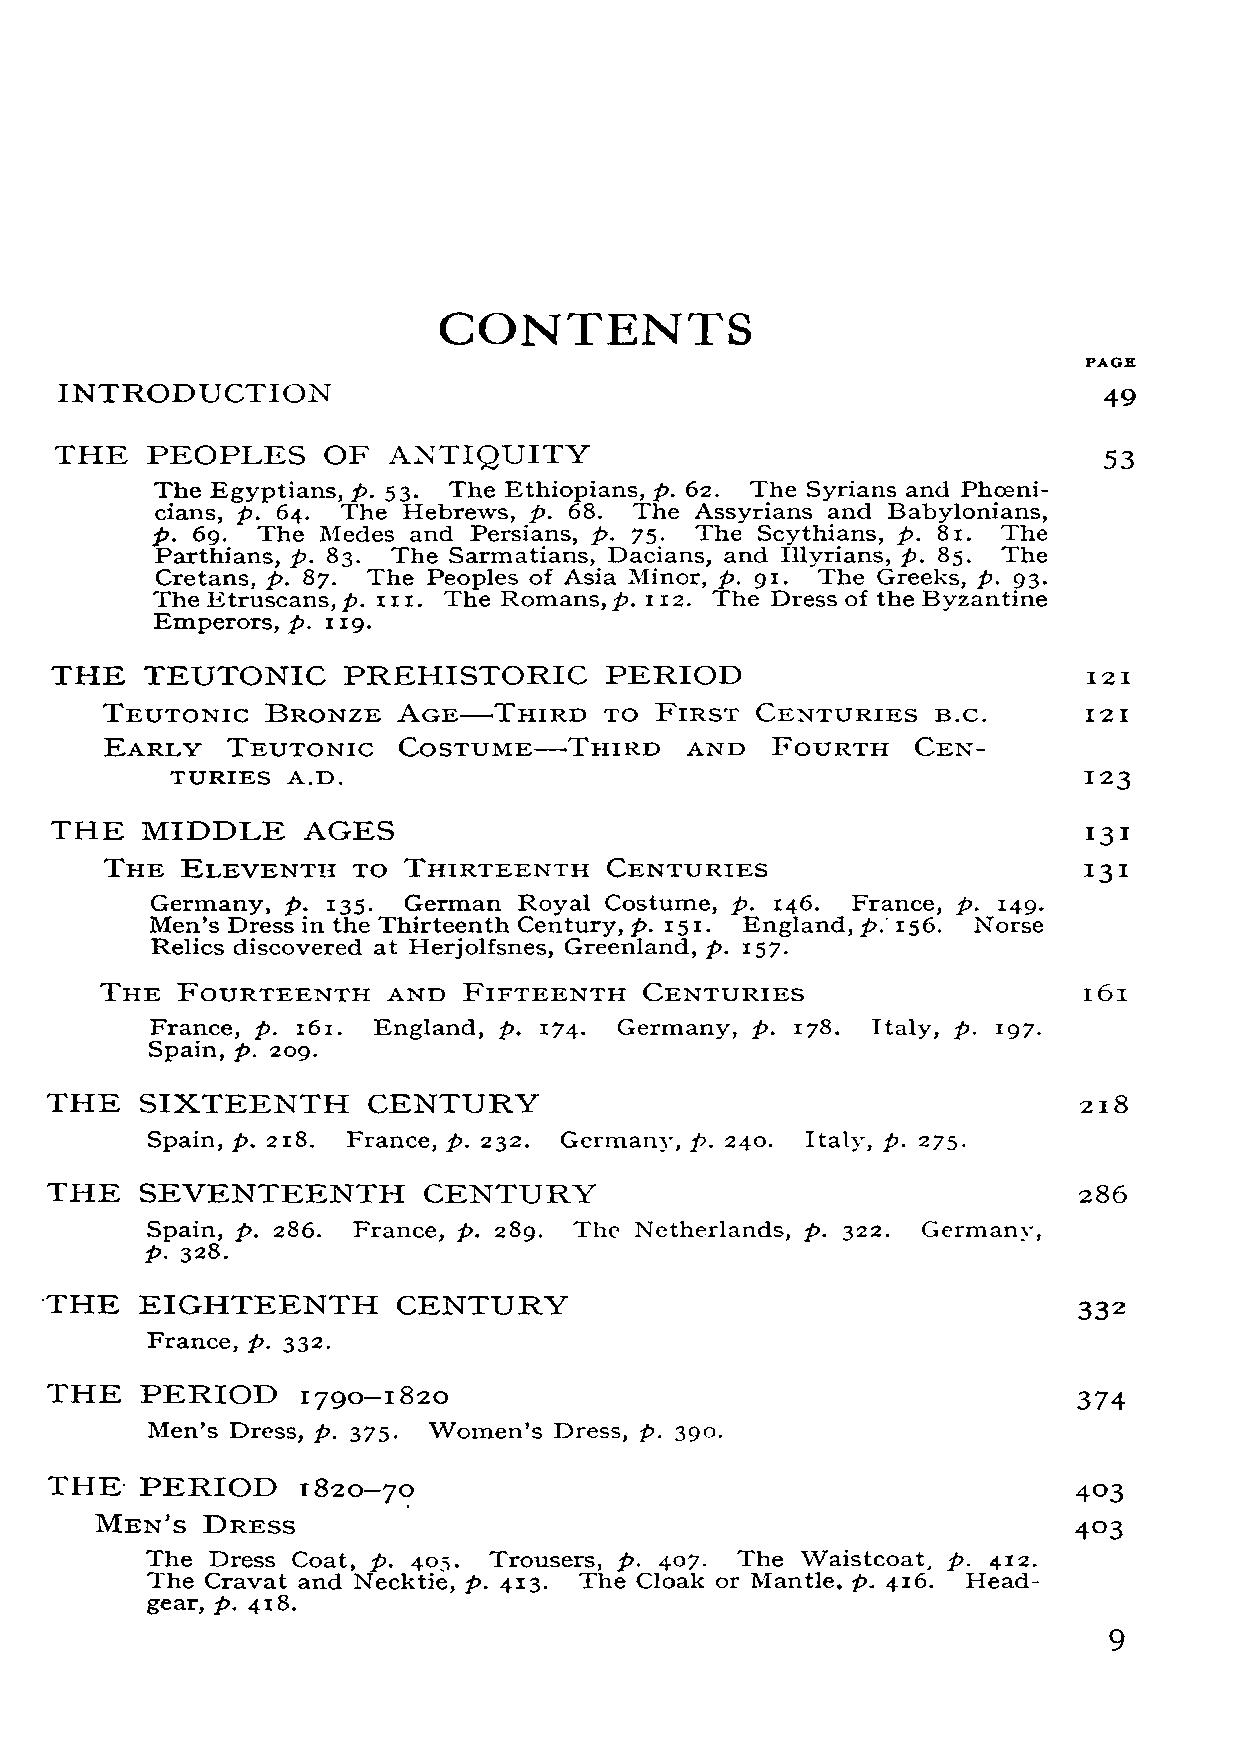 CONTENTS
PAGE
INTRODUCTION 49
THE PEOPLES OF ANTIQUITY 53
The Egyptians, p. 53. The Ethiopians, p. 62. The Syrians and Phœni-
cians, p. 64. The Hebrews, p. 68. The Assyrians and Babylonians,
p. 69. The Medes and Persians, p. 75. The Scythians, p. 81. The
Parthians, p. 83. The Sarmatians, Dacians, and Illyrians, p. 85. The
Cretans, p. 87. The Peoples of Asia Minor, p. 91. The Greeks, p. 93.
The Etruscans, p. 111. The Romans, p. 112. The Dress of the Byzantine
Emperors, p. 119.
THE TEUTONIC PREHISTORIC PERIOD 121
TEUTONIC BRONZE AGE—THIRD TO FIRST CENTURIES B.C. 121
EARLY TEUTONIC COSTUME—THIRD AND FOURTH CEN-
TURIES A.D. 123
THE MIDDLE AGES 131
THE ELEVENTH TO THIRTEENTH CENTURIES 131
Germany, p. 135. German Royal Costume, p. 146. France, p. 149.
Men's Dress in the Thirteenth Century, p. 151. England, p. 156. Norse
Relics discovered at Herjolfsnes, Greenland, p. 157.
THE FOURTEENTH AND FIFTEENTH CENTURIES 161
France, p. 161. England, p. 174. Germany, p. 178. Italy, p. 197.
Spain, p. 209.
THE SIXTEENTH CENTURY 218
Spain, p. 218. France, p. 232. Germany, p. 240. Italy, p. 275.
THE SEVENTEENTH CENTURY 286
Spain, p. 286. France, p. 289. The Netherlands, p. 322. Germany,
p. 328.
THE EIGHTEENTH CENTURY 332
France, p. 332.
THE PERIOD 1790–1820 374
Men's Dress, p. 375. Women's Dress, p. 390.
THE PERIOD 1820–70 403
MEN'S DRESS 403
The Dress Coat, p. 405. Trousers, p. 407. The Waistcoat, p. 412.
The Cravat and Necktie, p. 413. The Cloak or Mantle, p. 416. Head-
gear, p. 418.
9